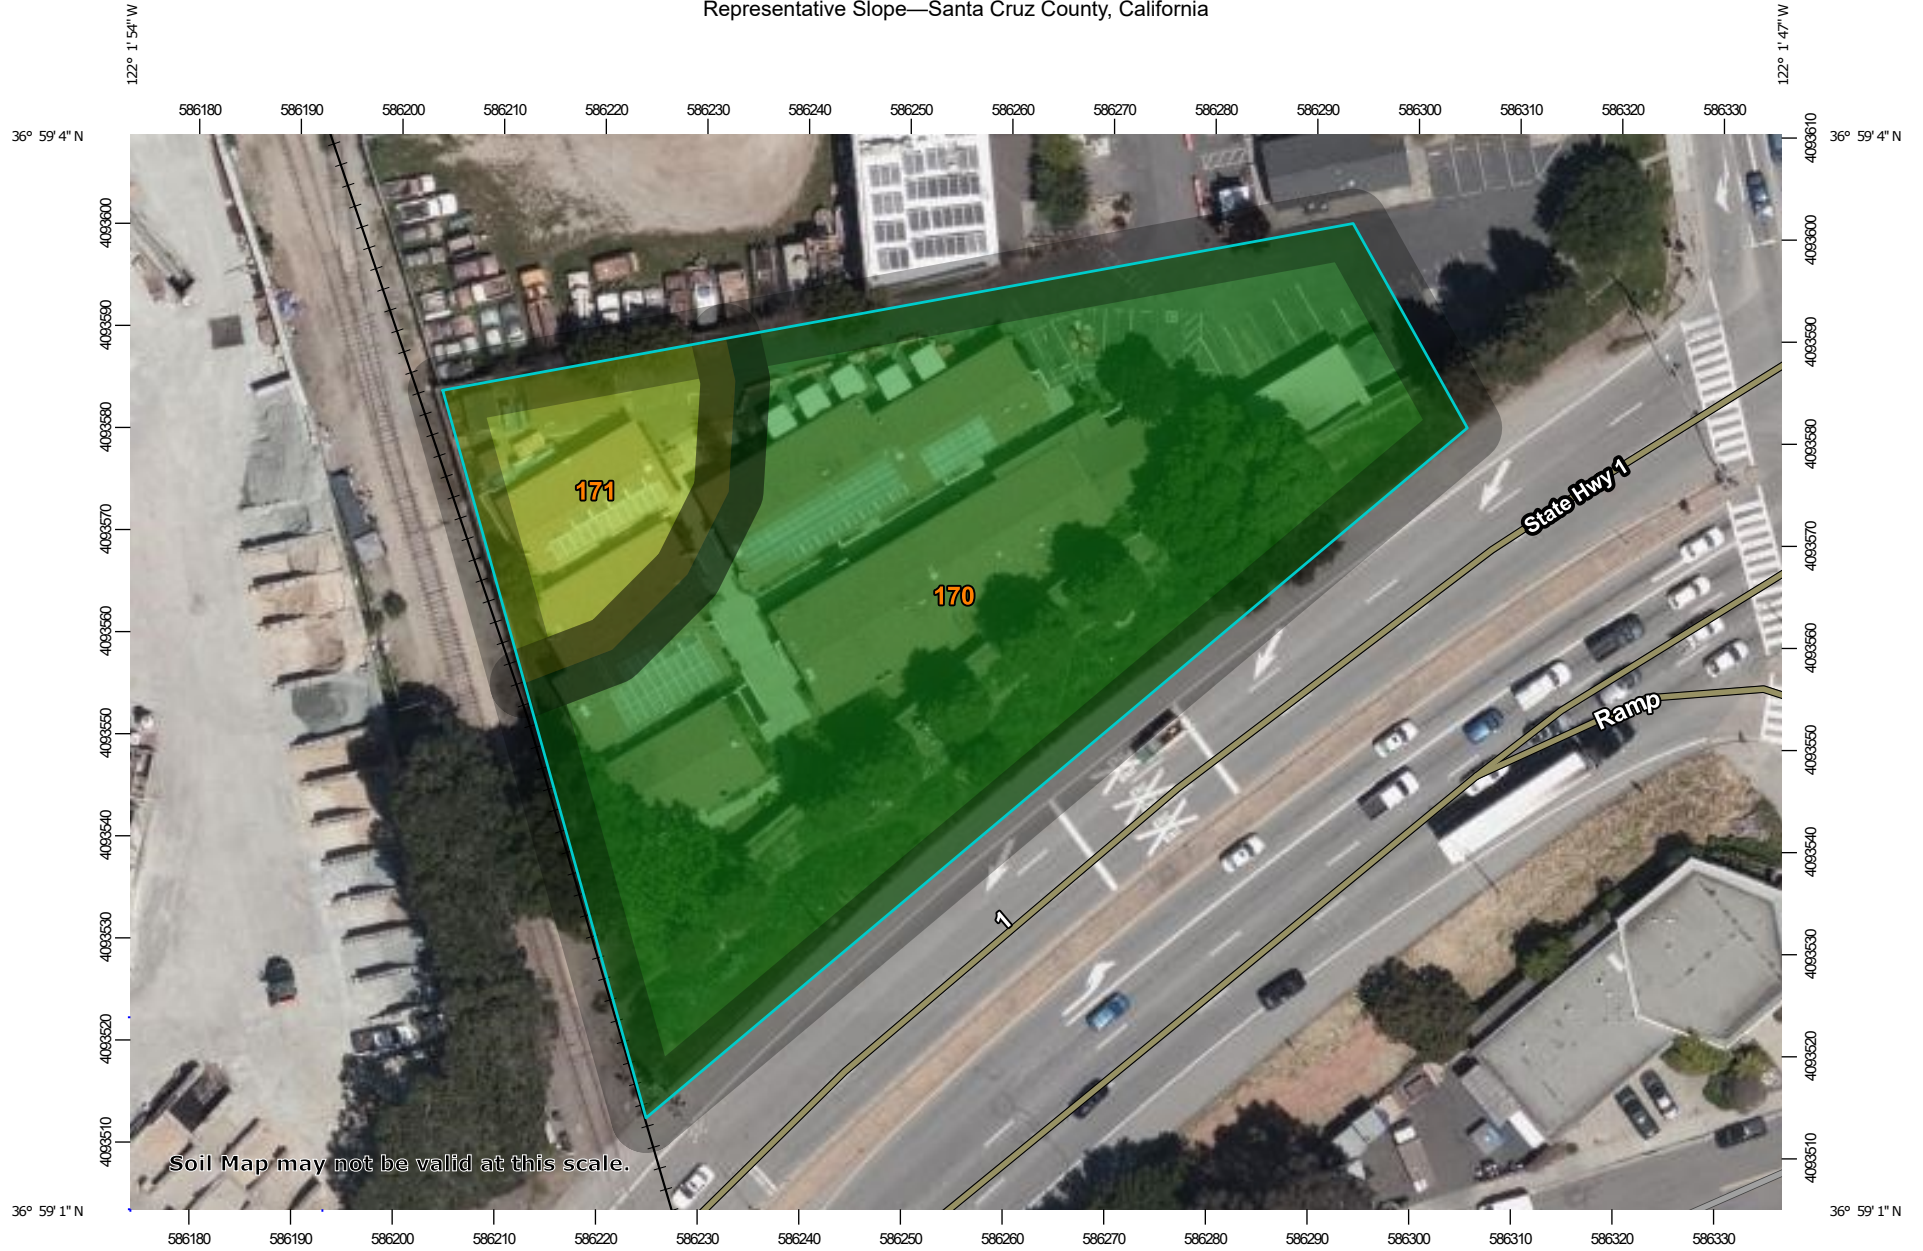 Representative Slope—Santa Cruz County, California
122° 1' 54" W
122° 1' 47" W
586180 586190 586200 586210 586220 586230 586240 586250 586260 586270 586280 586290 586300 586310 586320 586330
36° 59' 4" N
36° 59' 4" N
4093610
4093600
4093600
4093590
4093590
4093580
4093580
171
State Hwy 1
4093570
4093570
170
4093560
4093560
Ramp
4093550
4093550
4093540
4093540
1
4093530
4093530
4093520
4093520
4093510
4093510
Soil Map may not be valid at this scale.
36° 59' 1" N
36° 59' 1" N
586180 586190 586200 586210 586220 586230 586240 586250 586260 586270 586280 586290 586300 586310 586320 586330